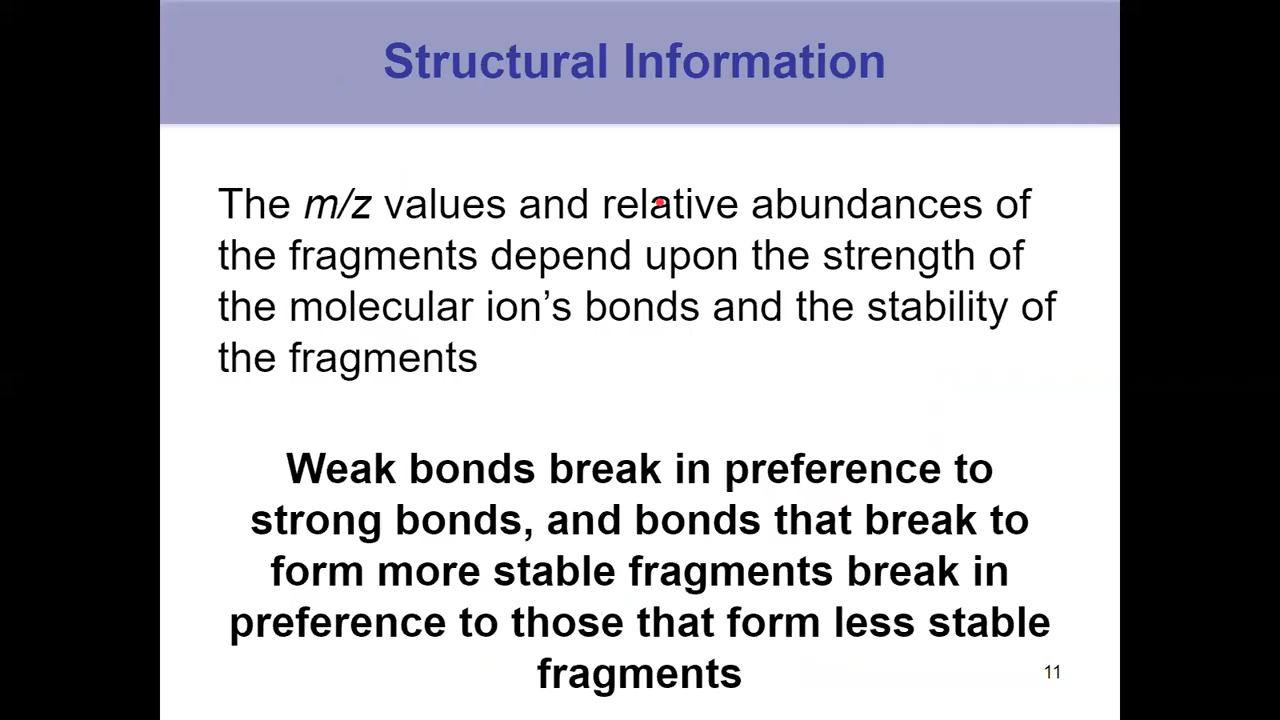 Structural Information
The m/z values and relative abundances of
the fragments depend upon the strength of
the molecular ion’s bonds and the stability of
the fragments
Weak bonds break in preference to
strong bonds, and bonds that break to
form more stable fragments break in
preference to those that form less stable
fragments
11